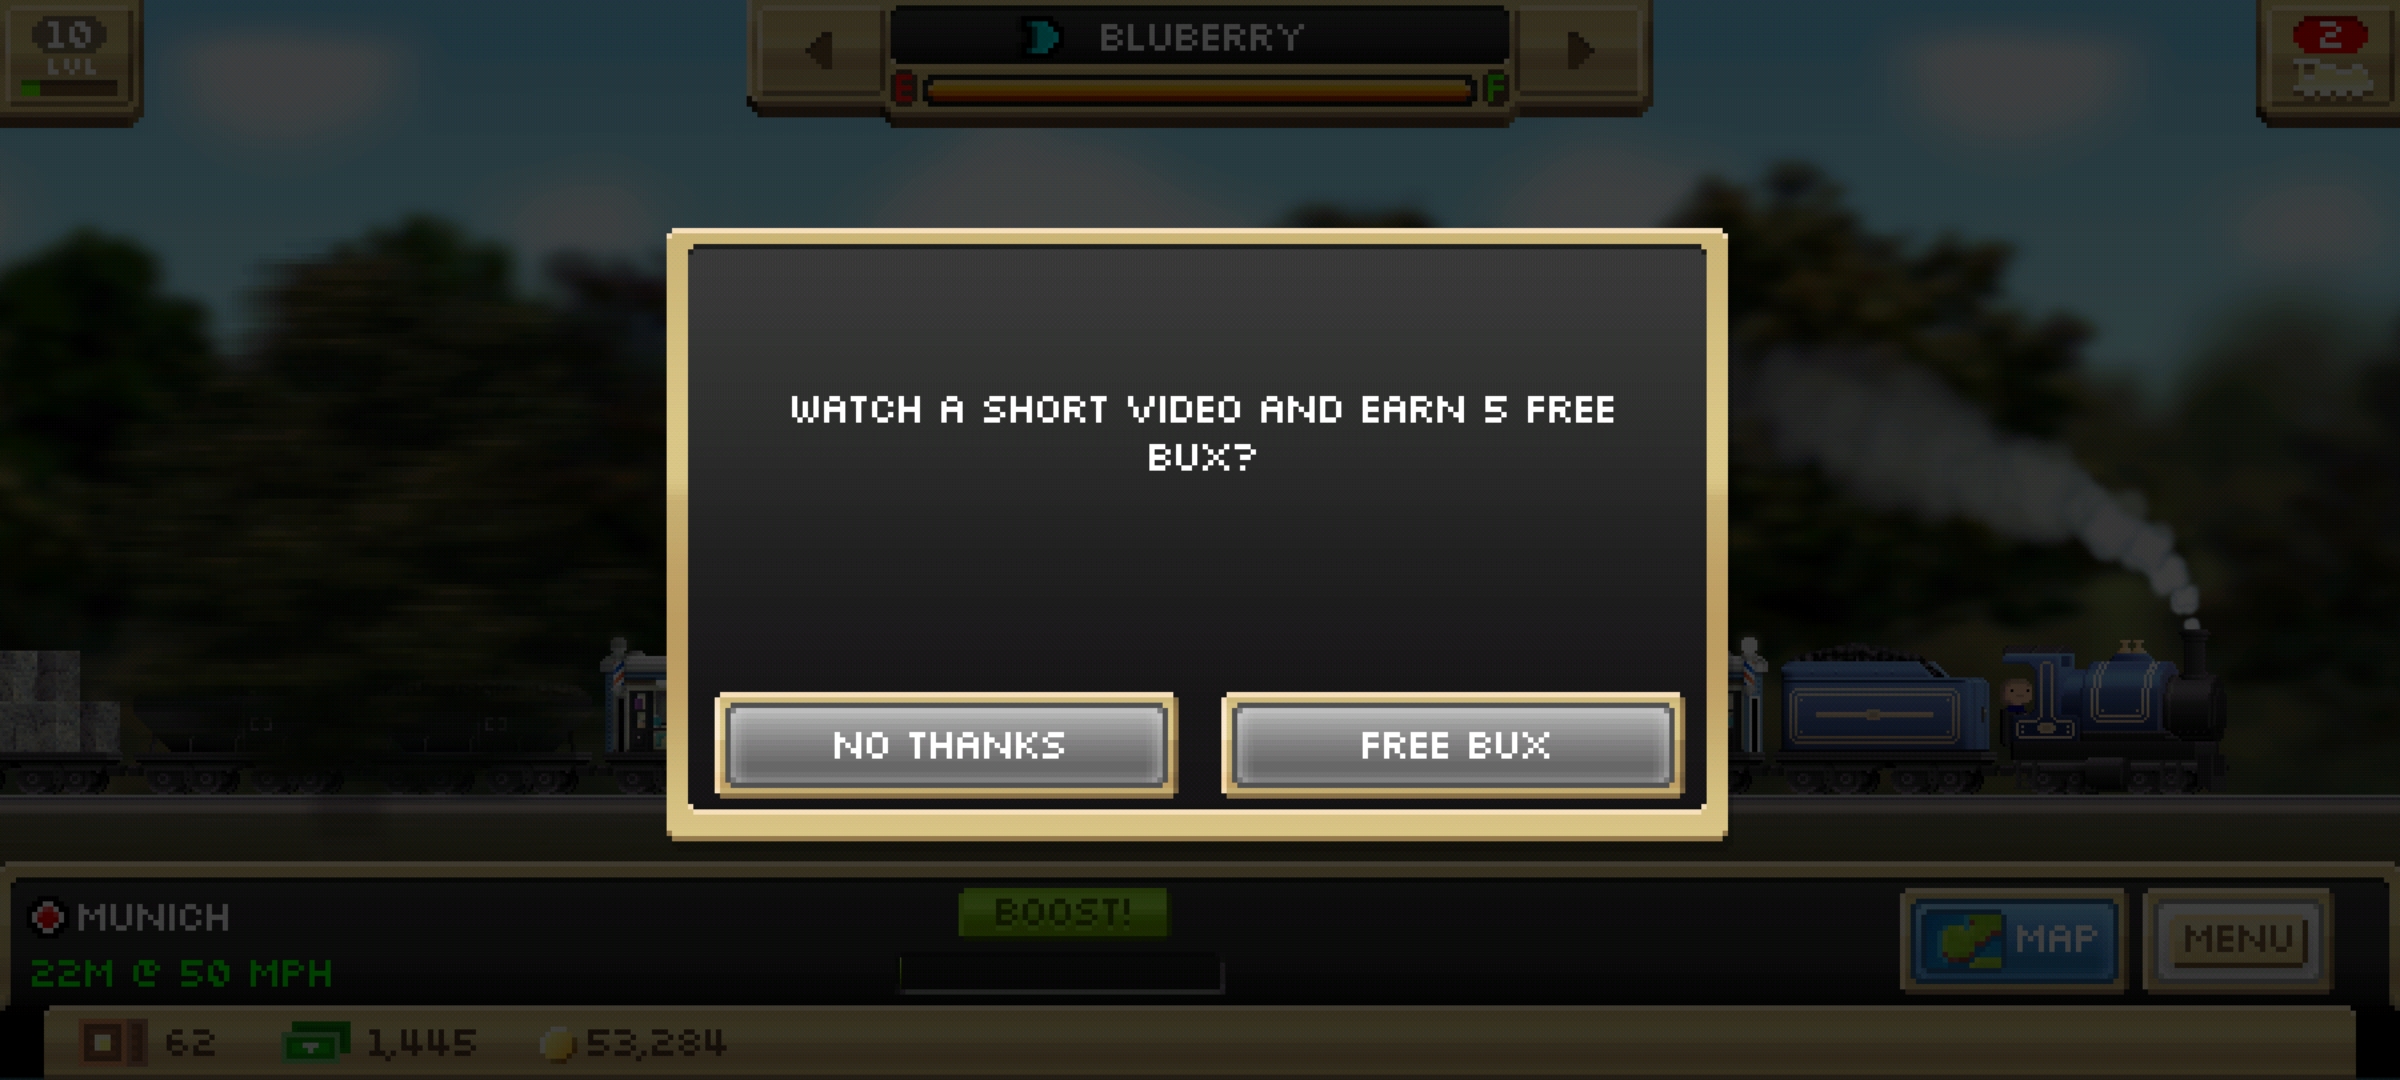 10
LVL
BLUBERRY
E F
2
WATCH A SHORT VIDEO AND EARN 5 FREE
BUX?
NO THANKS
FREE BUX
MUNICH
22M @ 50 MPH
BOOST!
MAP
MENU
62
1,445
53,284